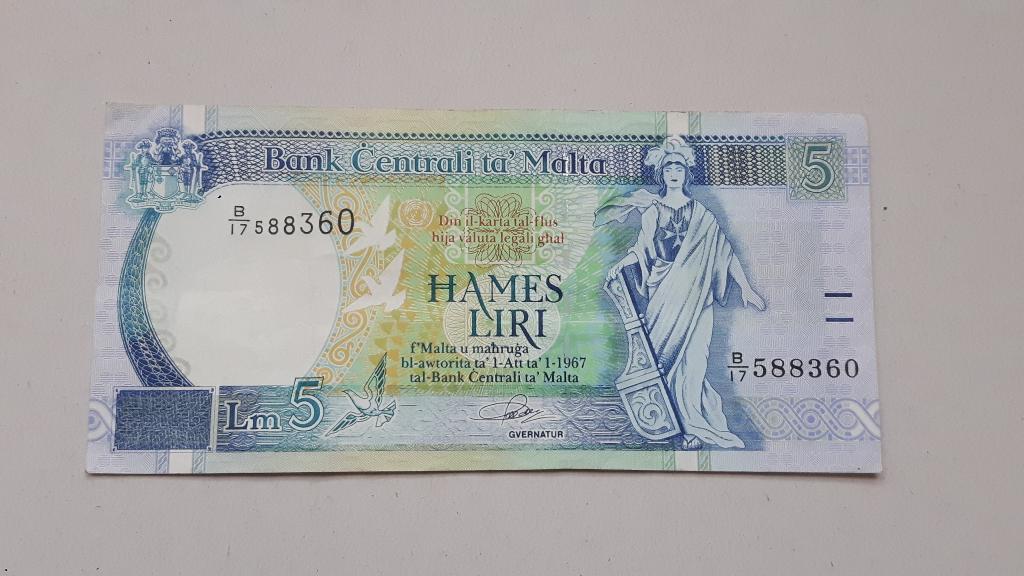 Bank Ċentrali ta' Malta
5
B/17 588360
Din il-karta tal-flus
hija valuta legali għal
ĦAMES
LIRI
f'Malta u maħruġa
bl-awtorita ta' l-Att ta' l-1967
tal-Bank Ċentrali ta' Malta
B/17 588360
Lm 5
GVERNATUR